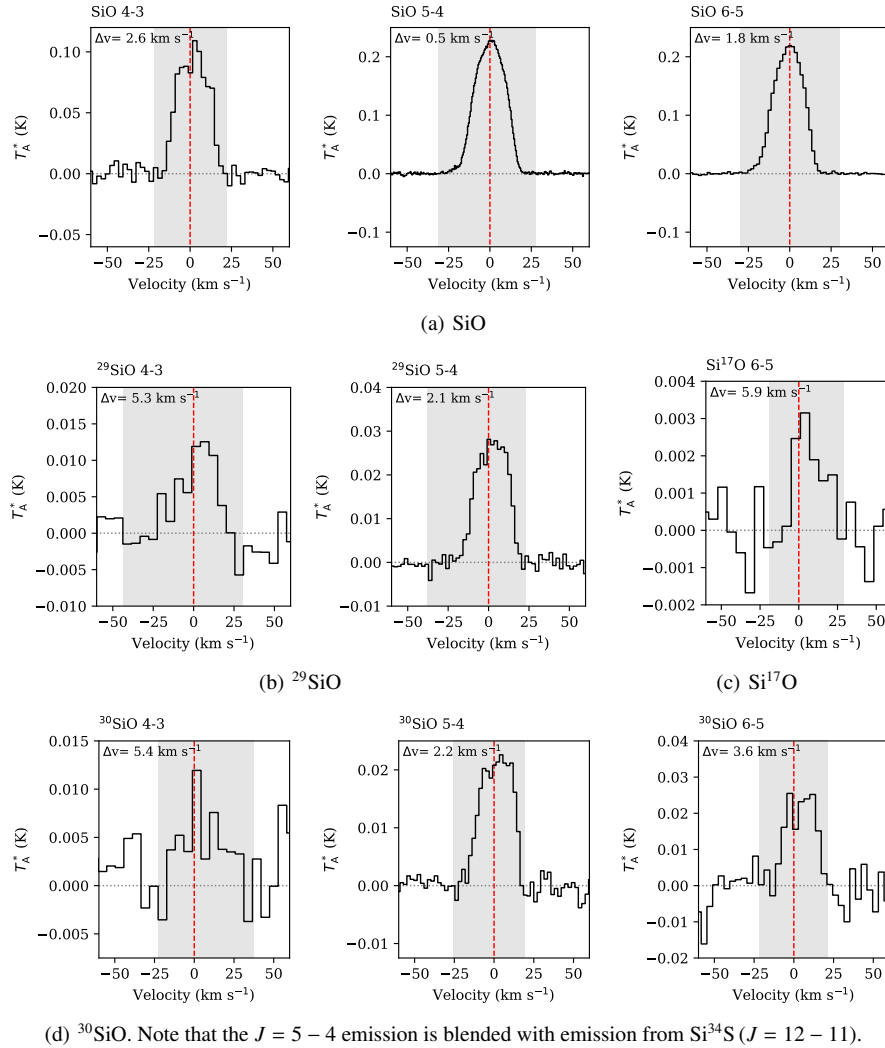 SiO 4-3
SiO 5-4
SiO 6-5
Δv= 2.6 km s⁻¹
Δv= 0.5 km s⁻¹
Δv= 1.8 km s⁻¹
T*A (K)
0.10
0.05
0.00
−0.05
T*A (K)
0.2
0.1
0.0
−0.1
T*A (K)
0.2
0.1
0.0
−0.1
−50 −25 0 25 50
−50 −25 0 25 50
−50 −25 0 25 50
Velocity (km s⁻¹)
Velocity (km s⁻¹)
Velocity (km s⁻¹)
(a) SiO
²⁹SiO 4-3
²⁹SiO 5-4
Si¹⁷O 6-5
Δv= 5.3 km s⁻¹
Δv= 2.1 km s⁻¹
Δv= 5.9 km s⁻¹
T*A (K)
0.020
0.015
0.010
0.005
0.000
−0.005
−0.010
T*A (K)
0.04
0.03
0.02
0.01
0.00
−0.01
T*A (K)
0.004
0.003
0.002
0.001
0.000
−0.001
−0.002
−50 −25 0 25 50
−50 −25 0 25 50
−50 −25 0 25 50
Velocity (km s⁻¹)
Velocity (km s⁻¹)
Velocity (km s⁻¹)
(b) ²⁹SiO
(c) Si¹⁷O
³⁰SiO 4-3
³⁰SiO 5-4
³⁰SiO 6-5
Δv= 5.4 km s⁻¹
Δv= 2.2 km s⁻¹
Δv= 3.6 km s⁻¹
T*A (K)
0.015
0.010
0.005
0.000
−0.005
T*A (K)
0.02
0.01
0.00
−0.01
T*A (K)
0.04
0.03
0.02
0.01
0.00
−0.01
−0.02
−50 −25 0 25 50
−50 −25 0 25 50
−50 −25 0 25 50
Velocity (km s⁻¹)
Velocity (km s⁻¹)
Velocity (km s⁻¹)
(d) ³⁰SiO. Note that the J = 5 − 4 emission is blended with emission from Si³⁴S (J = 12 − 11).